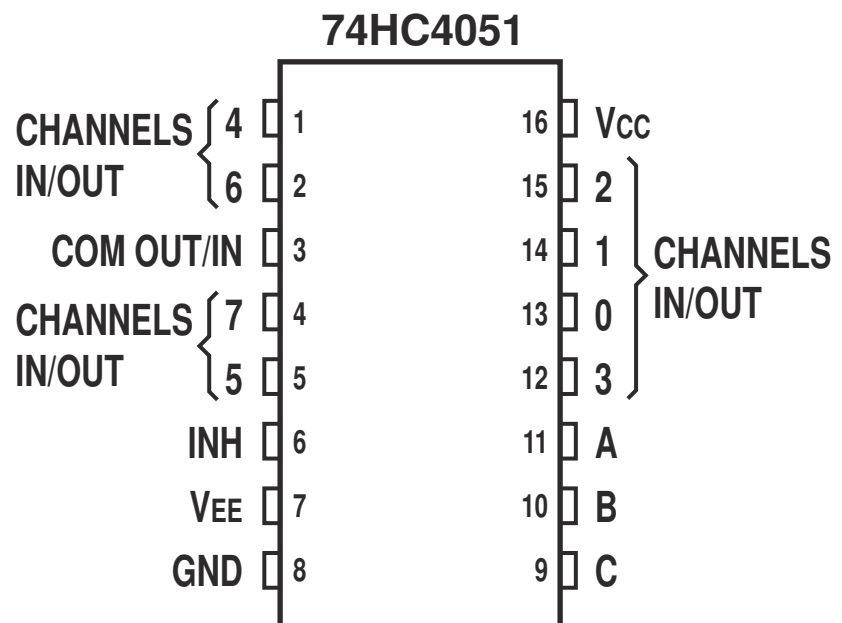 74HC4051
CHANNELS
IN/OUT
4 1
6 2
COM OUT/IN 3
CHANNELS
IN/OUT
7 4
5 5
INH 6
VEE 7
GND 8
16 VCC
15 2
14 1
13 0
12 3
CHANNELS
IN/OUT
11 A
10 B
9 C